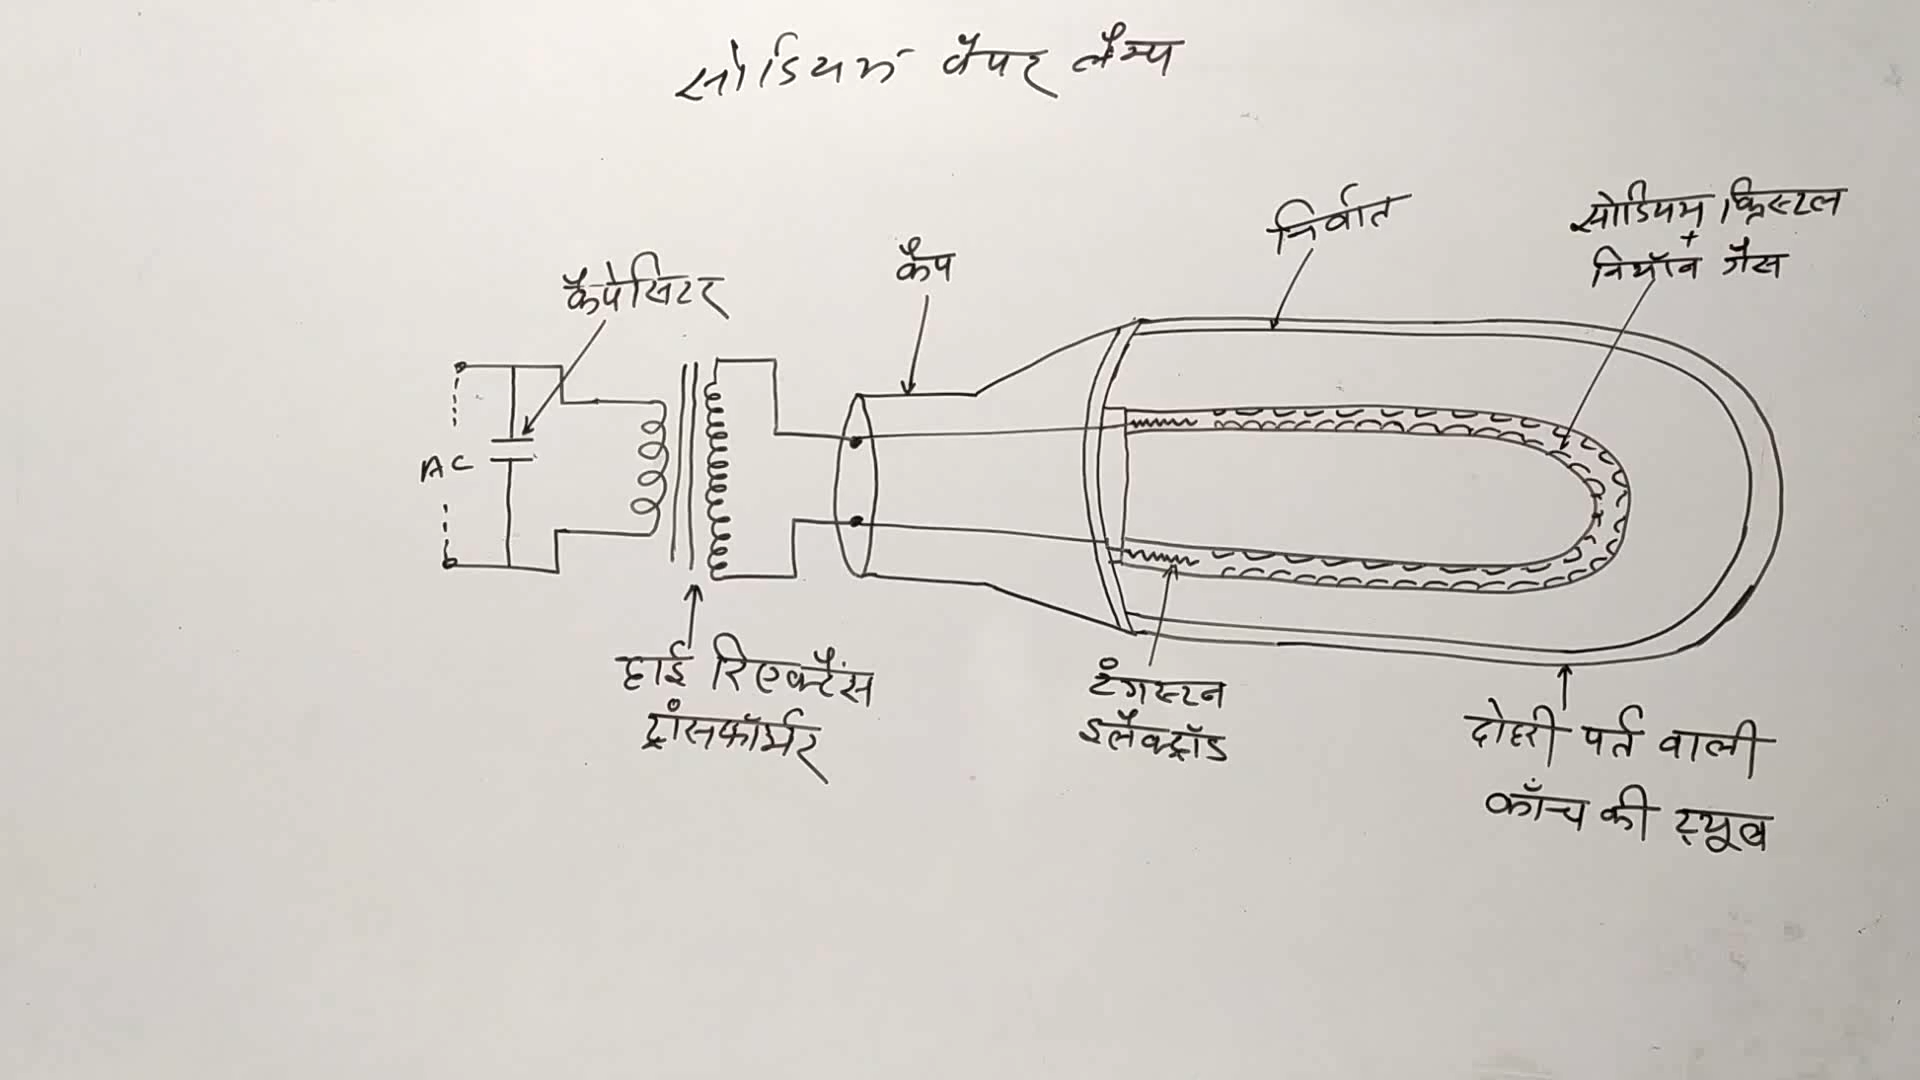 सोडियम वैपर लैम्प
निर्वात
सोडियम क्रिस्टल
+
नियॉन गैस
कैप
कैपेसिटर
AC
हाई रिएक्टैंस
ट्रांसफॉर्मर
टंगस्टन
इलैक्ट्रॉड
दोहरी पर्त वाली
काँच की ट्यूब